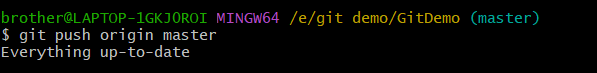 brother@LAPTOP-1GKJ0ROI MINGW64 /e/git demo/GitDemo (master)
$ git push origin master
Everything up-to-date